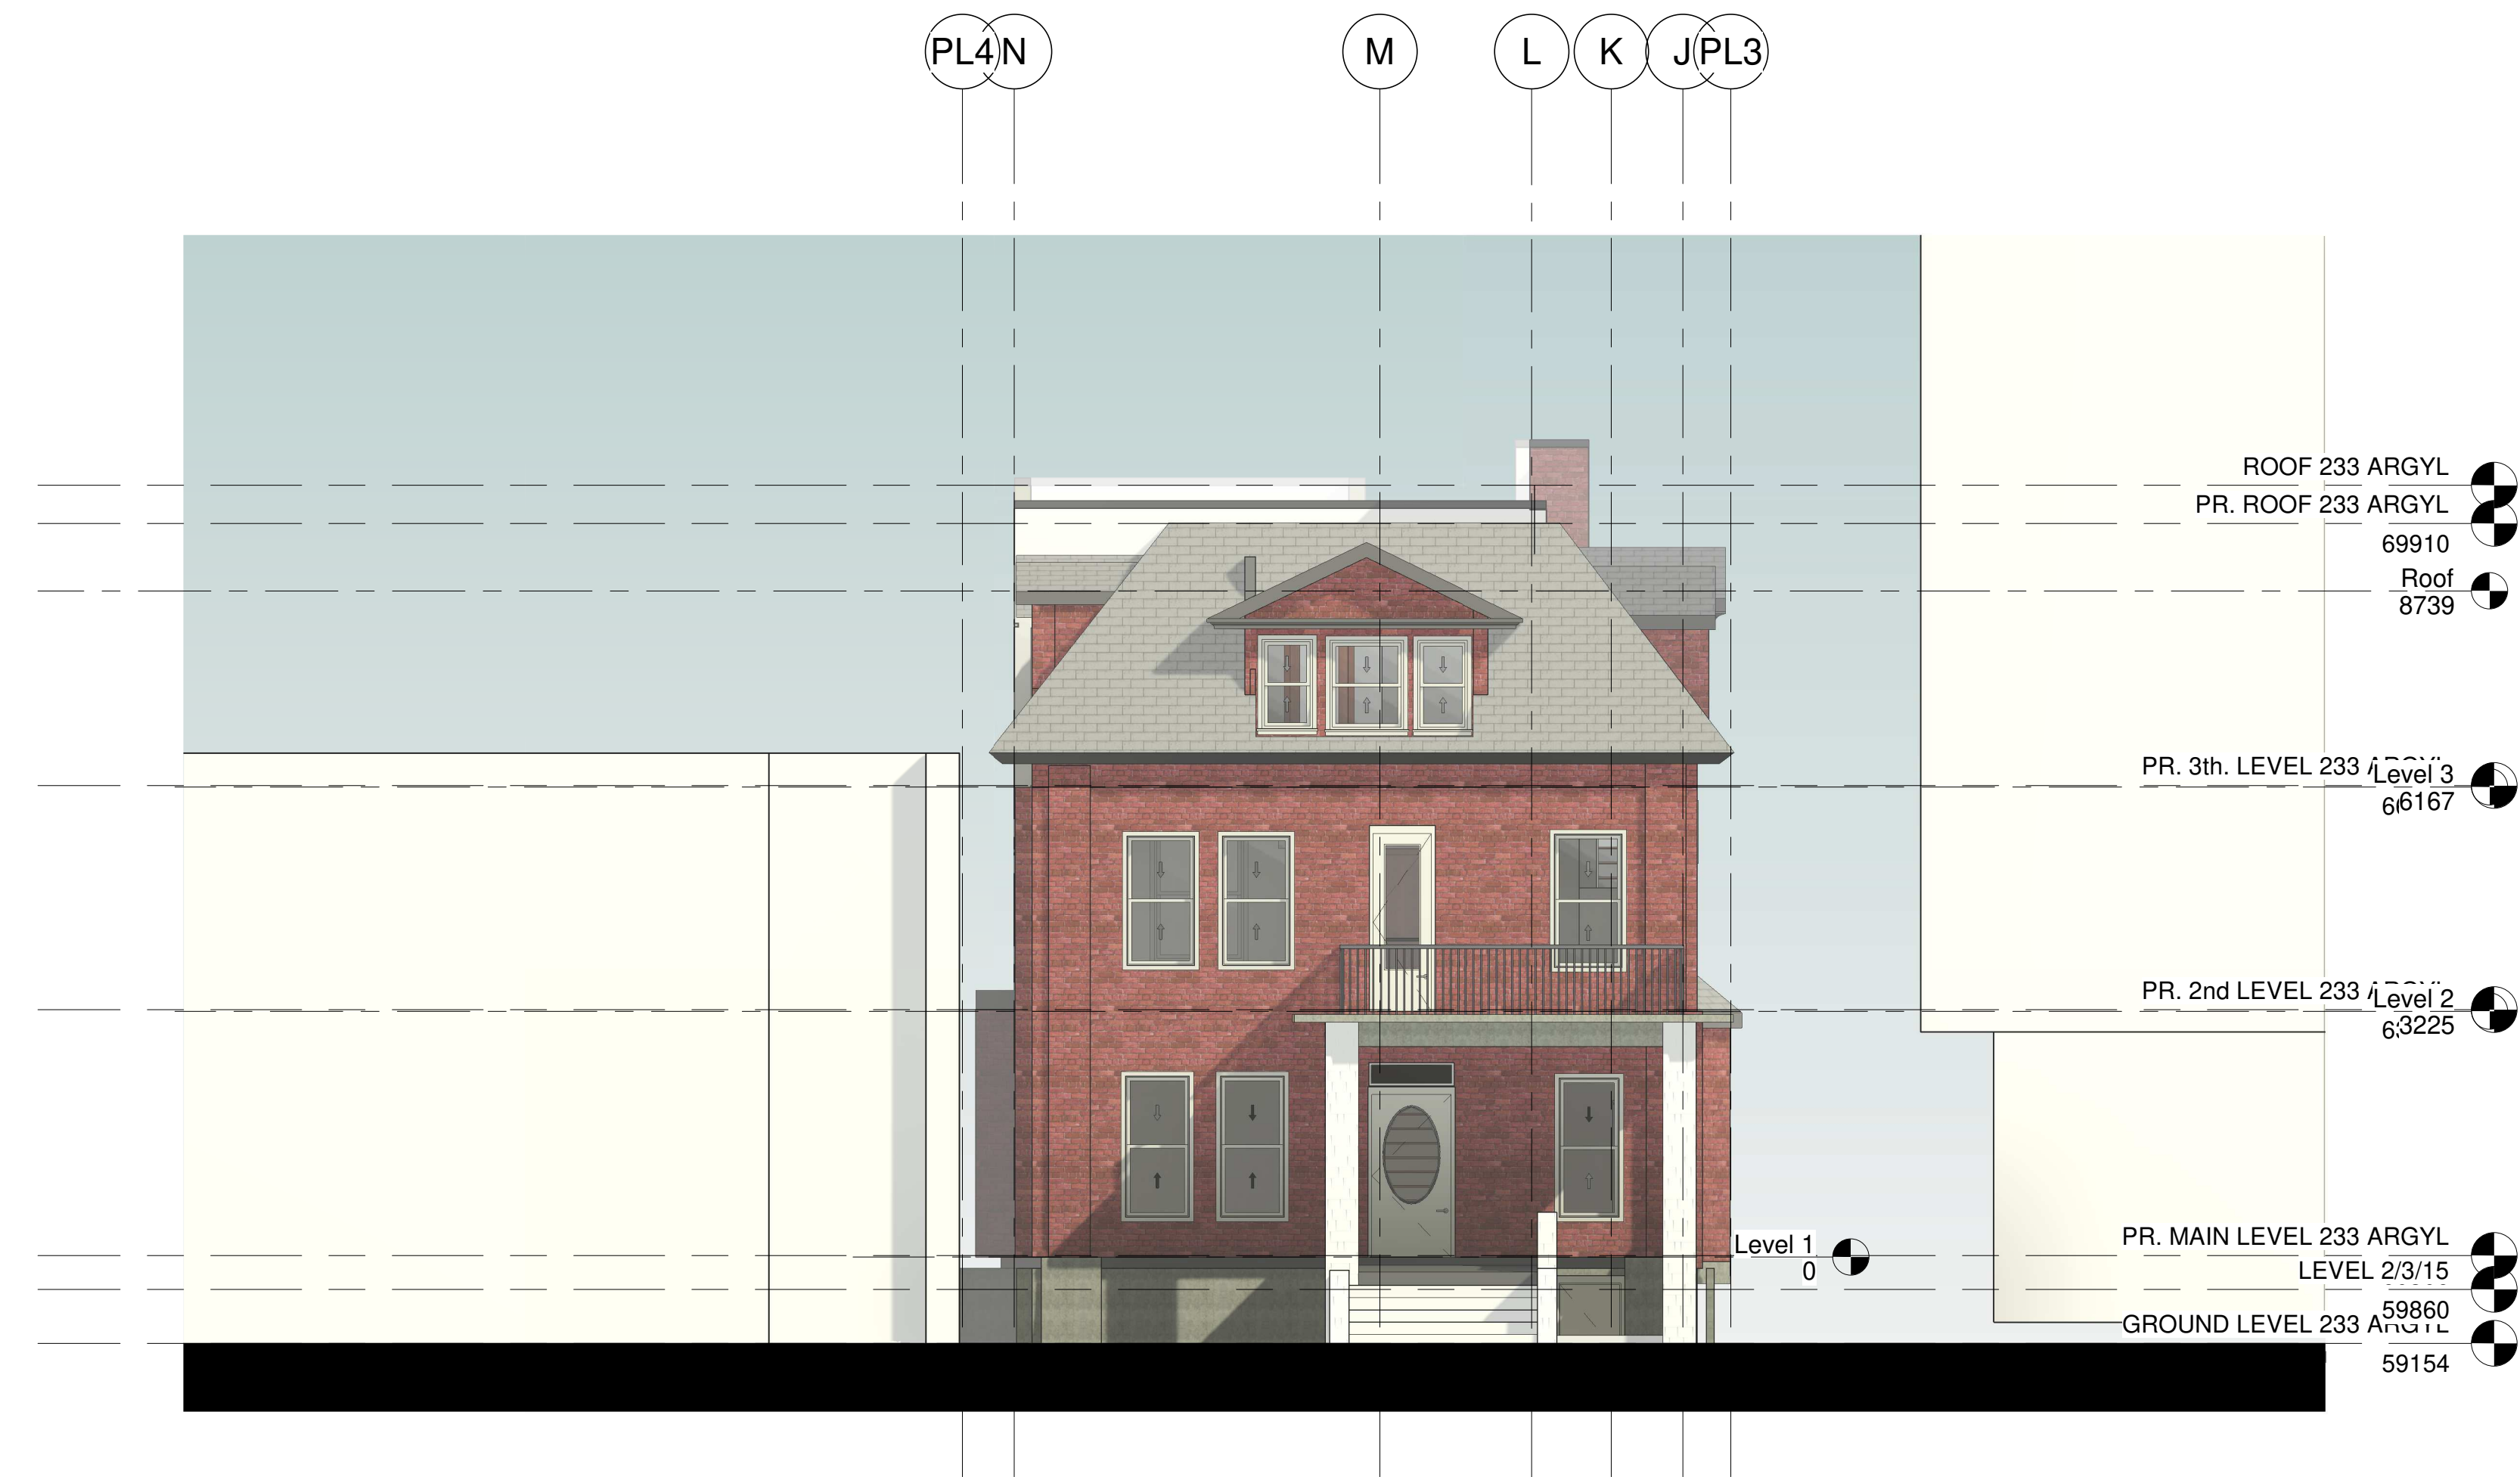 PL4 N M L K J PL3
ROOF 233 ARGYL
PR. ROOF 233 ARGYL
69910
Roof
8739
PR. 3th. LEVEL 233
Level 3
6167
PR. 2nd LEVEL 233
Level 2
3225
Level 1
0
PR. MAIN LEVEL 233 ARGYL
LEVEL 2/3/15
59860
GROUND LEVEL 233 ARGYL
59154